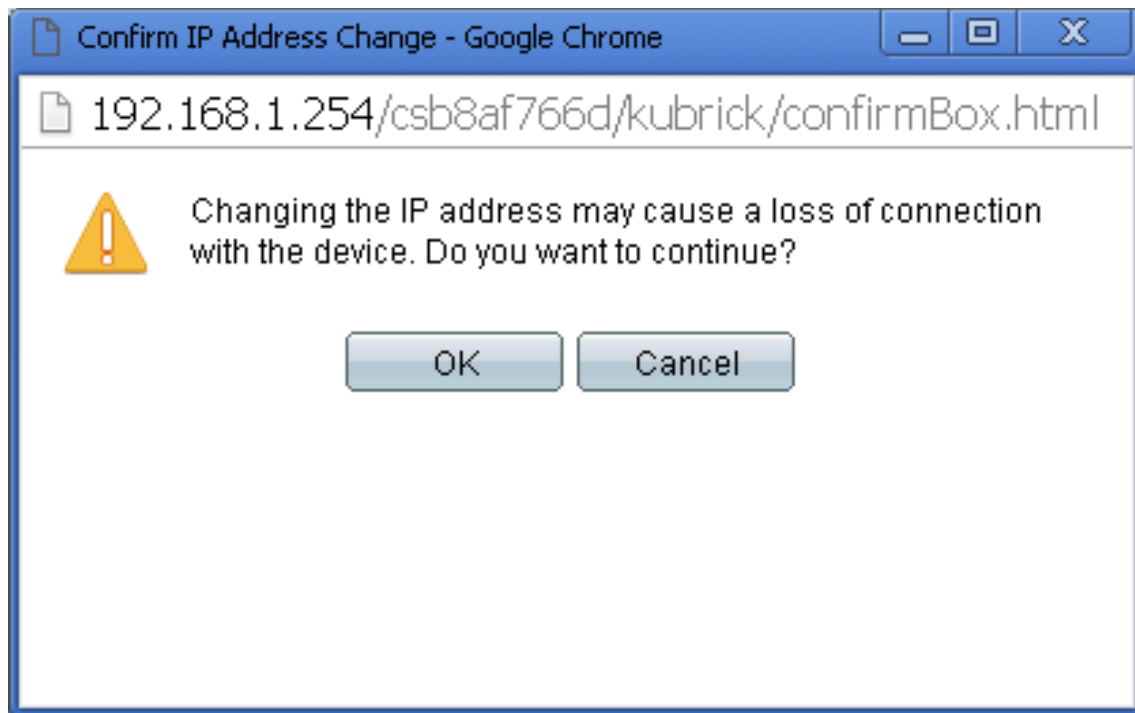 Confirm IP Address Change - Google Chrome
192.168.1.254/csb8af766d/kubrick/confirmBox.html
Changing the IP address may cause a loss of connection
with the device. Do you want to continue?
OK Cancel